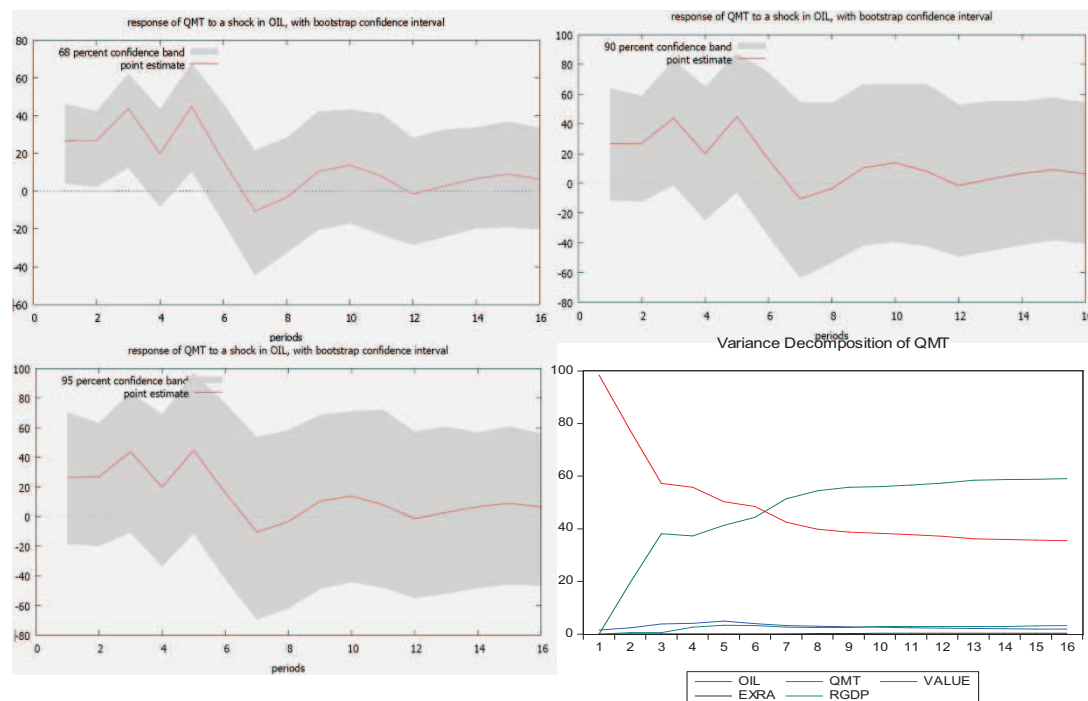 response of QMT to a shock in OIL, with bootstrap confidence interval
80
60
40
20
0
-20
-40
-60
68 percent confidence band
point estimate
0 2 4 6 8 10 12 14 16
periods
response of QMT to a shock in OIL, with bootstrap confidence interval
100
80
60
40
20
0
-20
-40
-60
-80
90 percent confidence band
point estimate
0 2 4 6 8 10 12 14 16
periods
response of QMT to a shock in OIL, with bootstrap confidence interval
100
80
60
40
20
0
-20
-40
-60
-80
95 percent confidence band
point estimate
0 2 4 6 8 10 12 14 16
periods
Variance Decomposition of QMT
100
80
60
40
20
0
1 2 3 4 5 6 7 8 9 10 11 12 13 14 15 16
OIL QMT VALUE
EXRA RGDP